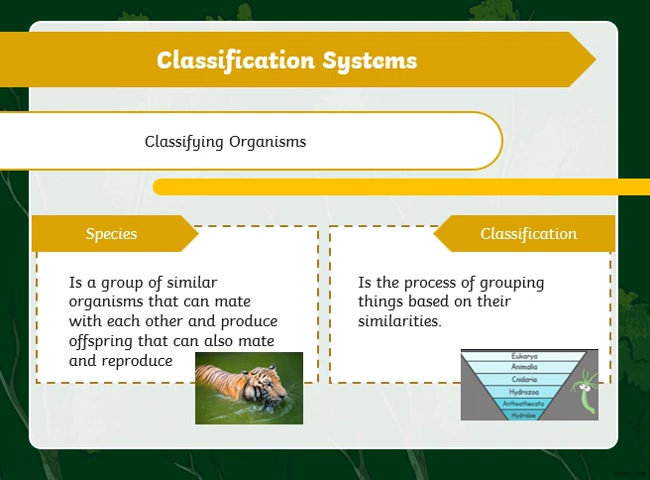 Classification Systems
Classifying Organisms
Species
Is a group of similar
organisms that can mate
with each other and produce
offspring that can also mate
and reproduce
Classification
Is the process of grouping
things based on their
similarities.
Eukarya
Animalia
Cnidaria
Hydrozoa
Anthoathecata
Hydridae